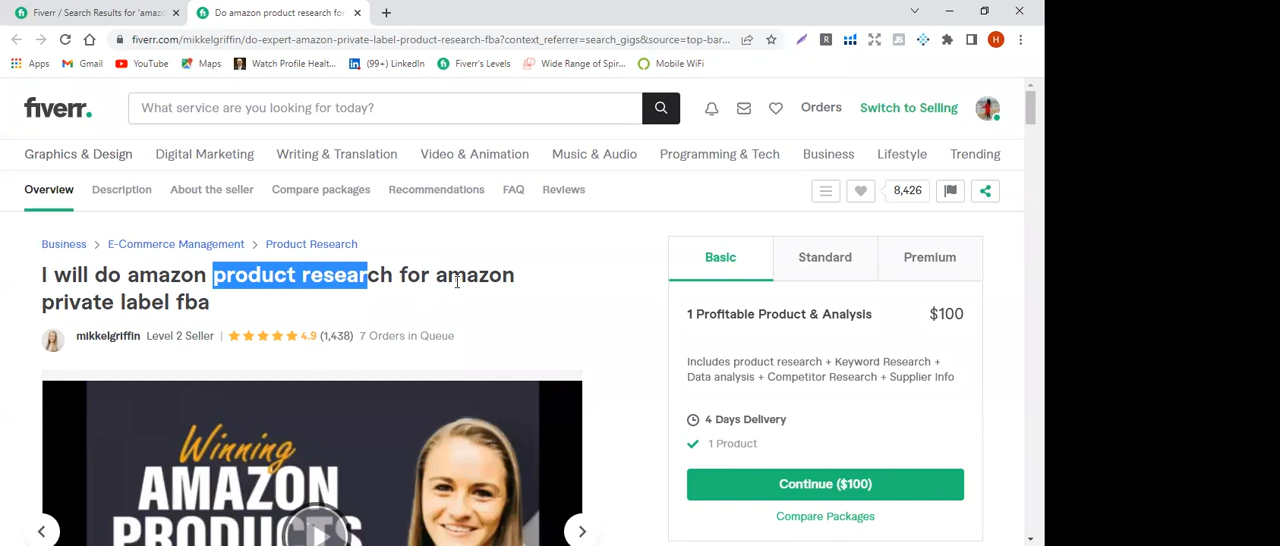 Fiverr / Search Results for 'amaz
Do amazon product research for
fiverr.com/mikkelgriffin/do-expert-amazon-private-label-product-research-fba?context_referrer=search_gigs&source=top-bar...
R
JS
H
Apps
Gmail
YouTube
Maps
Watch Profile Healt...
(99+) LinkedIn
Fiverr's Levels
Wide Range of Spir...
Mobile WiFi
fiverr.
What service are you looking for today?
Orders
Switch to Selling
Graphics & Design
Digital Marketing
Writing & Translation
Video & Animation
Music & Audio
Programming & Tech
Business
Lifestyle
Trending
Overview
Description
About the seller
Compare packages
Recommendations
FAQ
Reviews
8,426
Business > E-Commerce Management > Product Research
I will do amazon product research for amazon
private label fba
mikkelgriffin Level 2 Seller | 4.9 (1,438) 7 Orders in Queue
Winning
AMAZON
PRODUCTS
Basic
Standard
Premium
1 Profitable Product & Analysis $100
Includes product research + Keyword Research +
Data analysis + Competitor Research + Supplier Info
4 Days Delivery
1 Product
Continue ($100)
Compare Packages